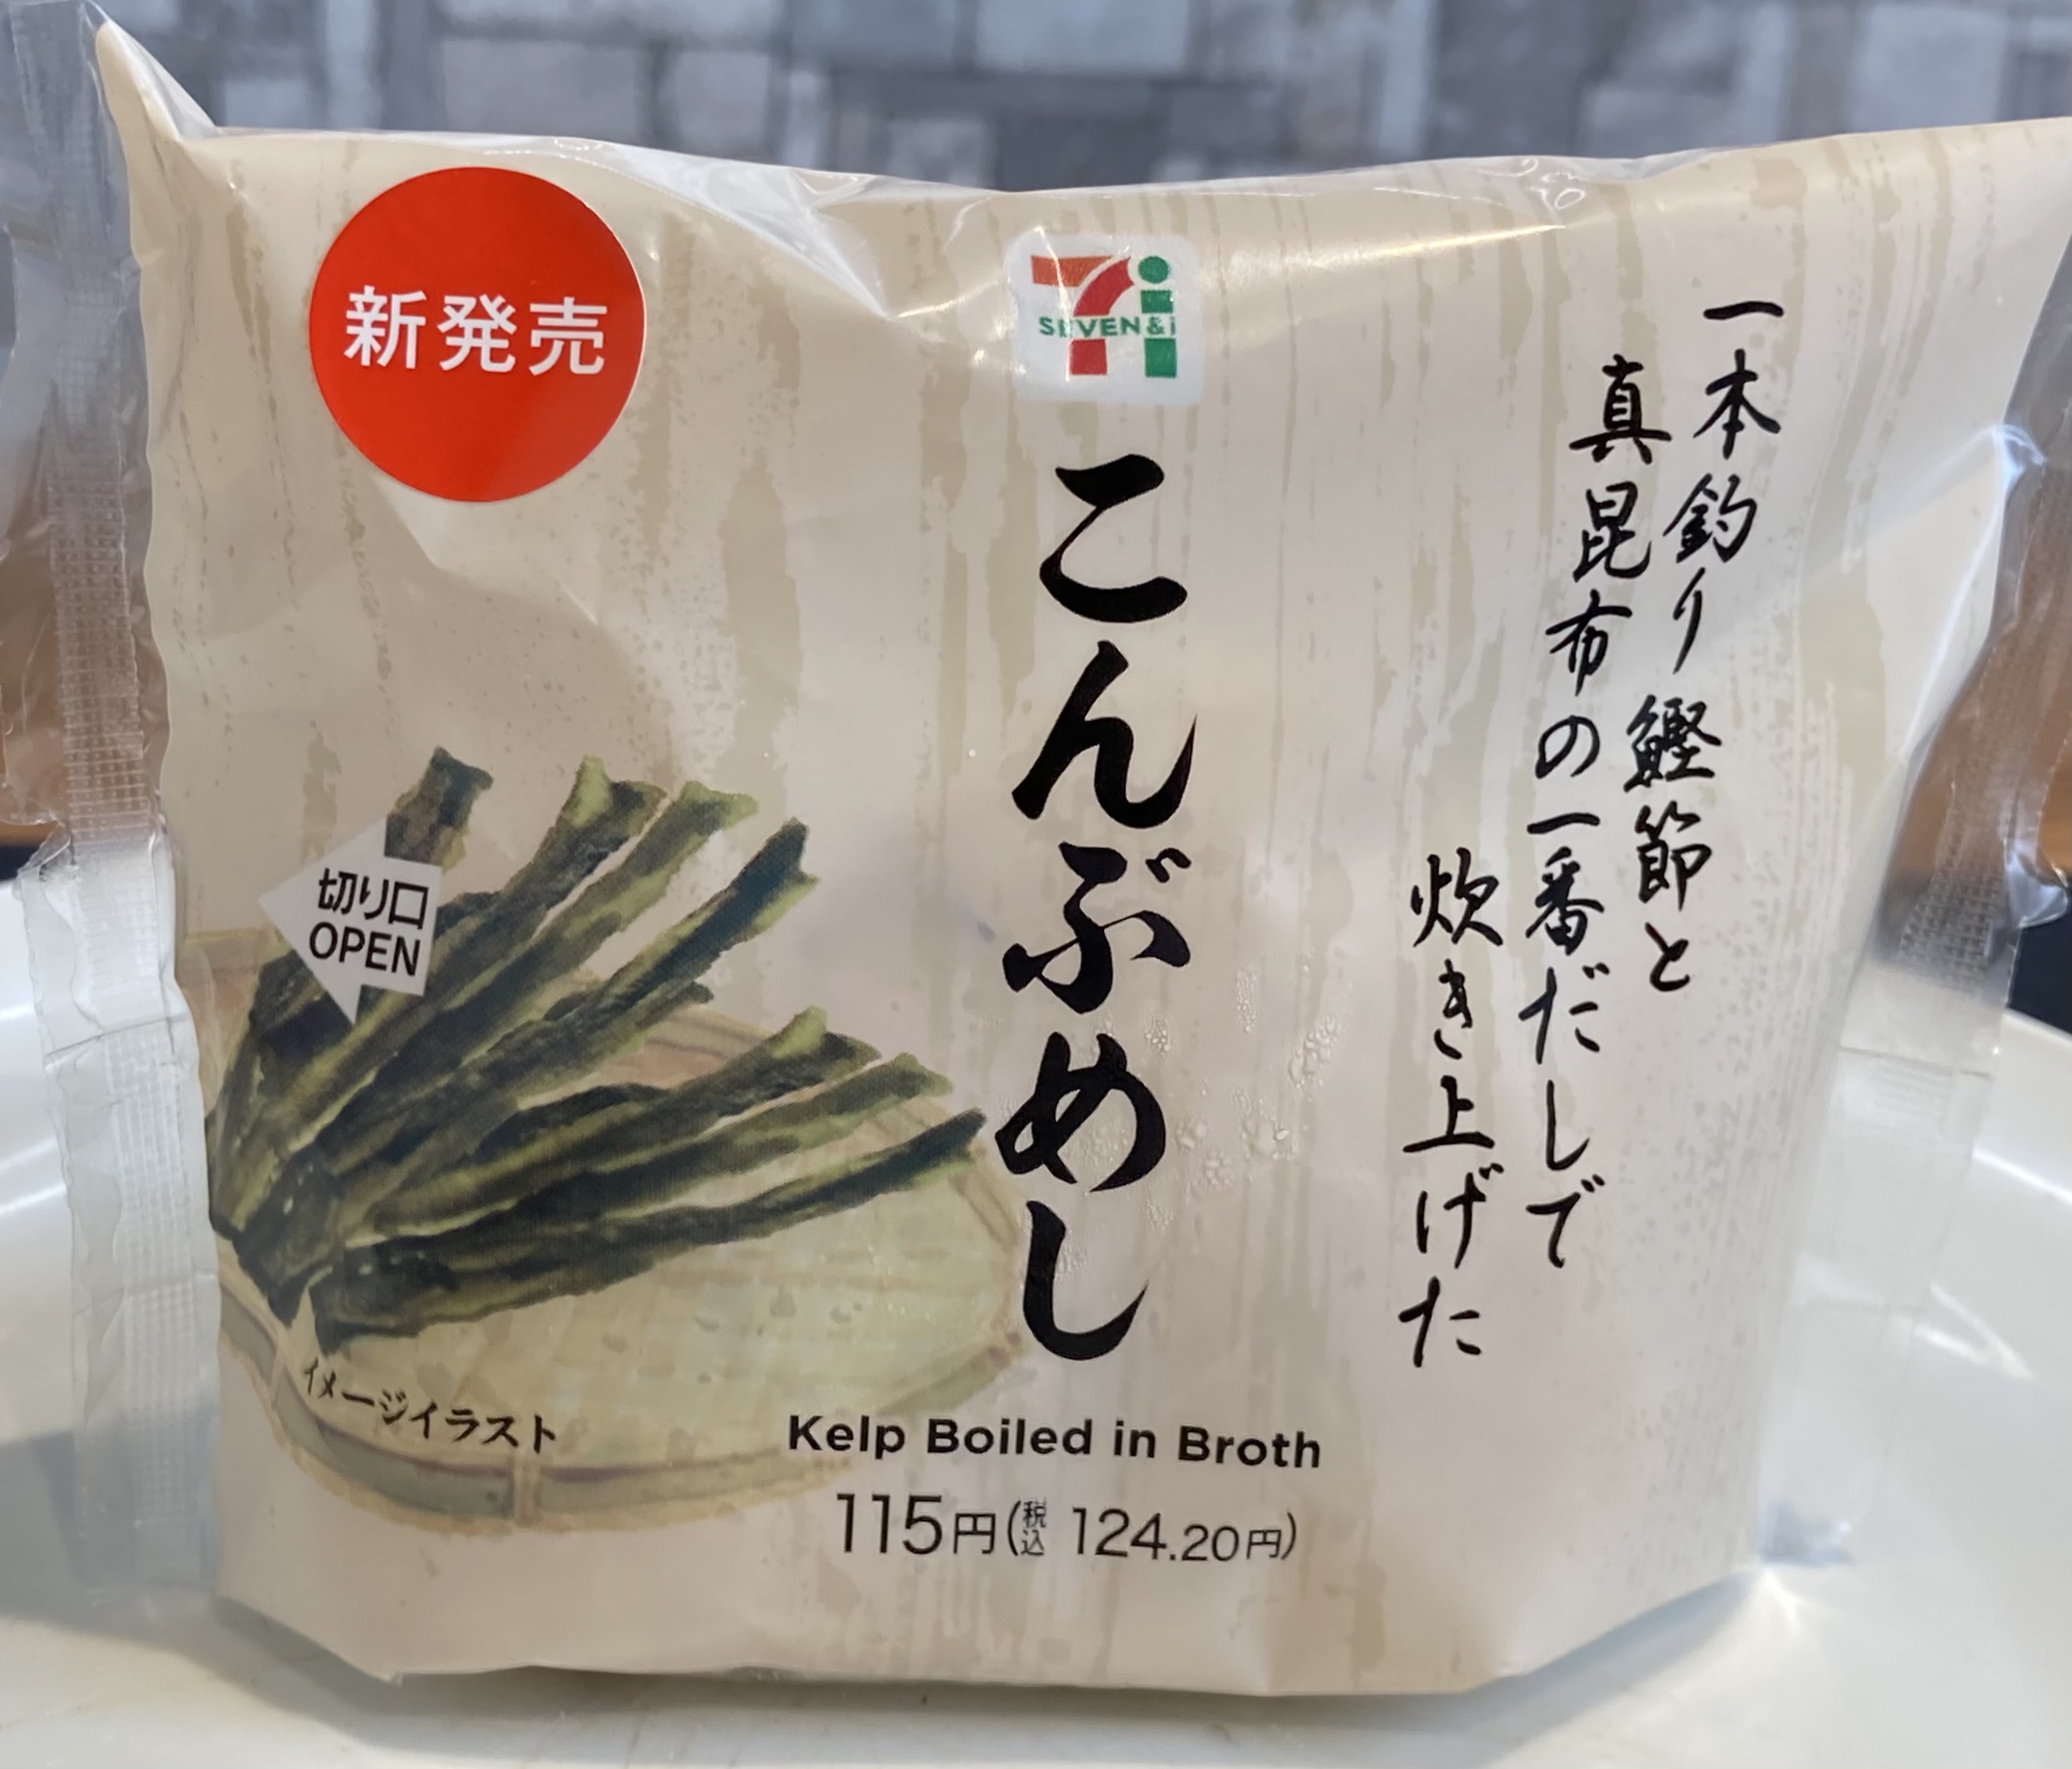 新発売
SEVEN&i
一本釣り鰹節と
真昆布の一番だしで
炊き上げた
こんぶめし
切り口
OPEN
イメージイラスト
Kelp Boiled in Broth
115円(税込 124.20円)